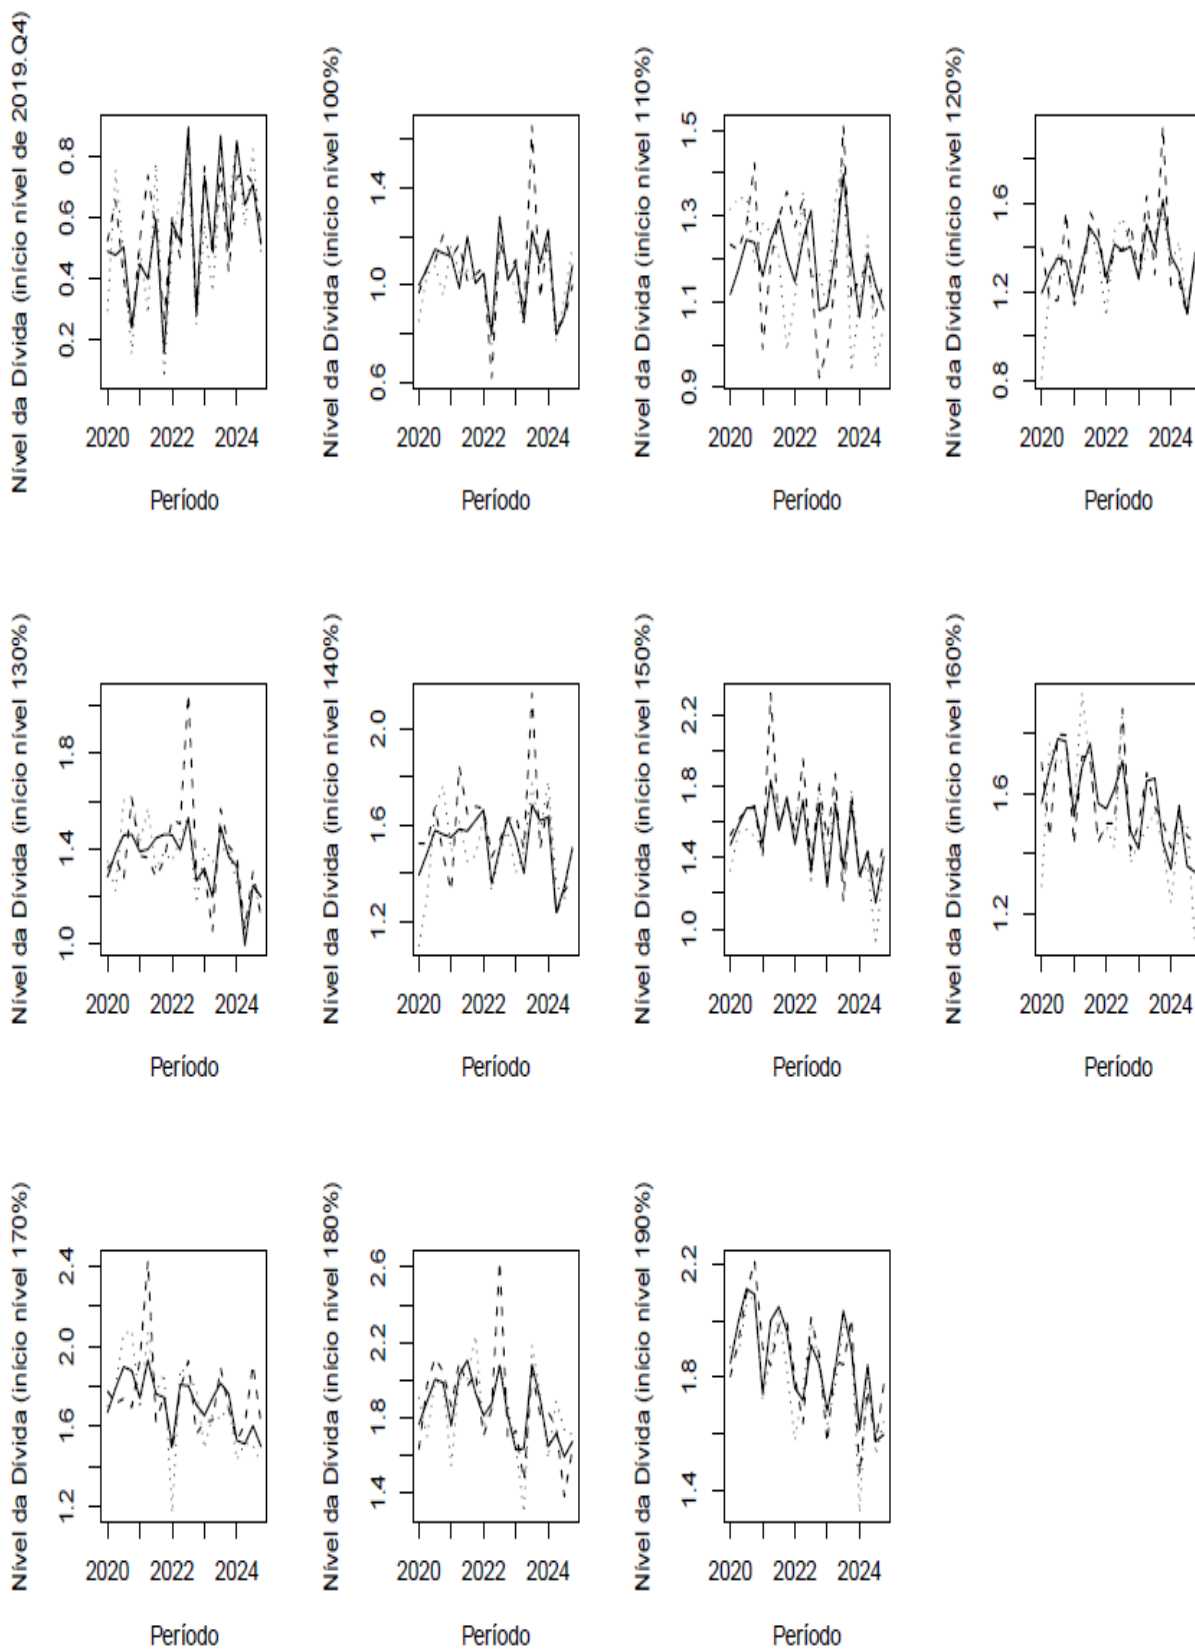 Nível da Dívida (início nível de 2019.Q4)
0.2 0.4 0.6 0.8
2020 2022 2024
Período
Nível da Dívida (início nível 100%)
0.6 1.0 1.4
2020 2022 2024
Período
Nível da Dívida (início nível 110%)
0.9 1.1 1.3 1.5
2020 2022 2024
Período
Nível da Dívida (início nível 120%)
0.8 1.2 1.6
2020 2022 2024
Período
Nível da Dívida (início nível 130%)
1.0 1.4 1.8
2020 2022 2024
Período
Nível da Dívida (início nível 140%)
1.2 1.6 2.0
2020 2022 2024
Período
Nível da Dívida (início nível 150%)
1.0 1.4 1.8 2.2
2020 2022 2024
Período
Nível da Dívida (início nível 160%)
1.2 1.6
2020 2022 2024
Período
Nível da Dívida (início nível 170%)
1.2 1.6 2.0 2.4
2020 2022 2024
Período
Nível da Dívida (início nível 180%)
1.4 1.8 2.2 2.6
2020 2022 2024
Período
Nível da Dívida (início nível 190%)
1.4 1.8 2.2
2020 2022 2024
Período